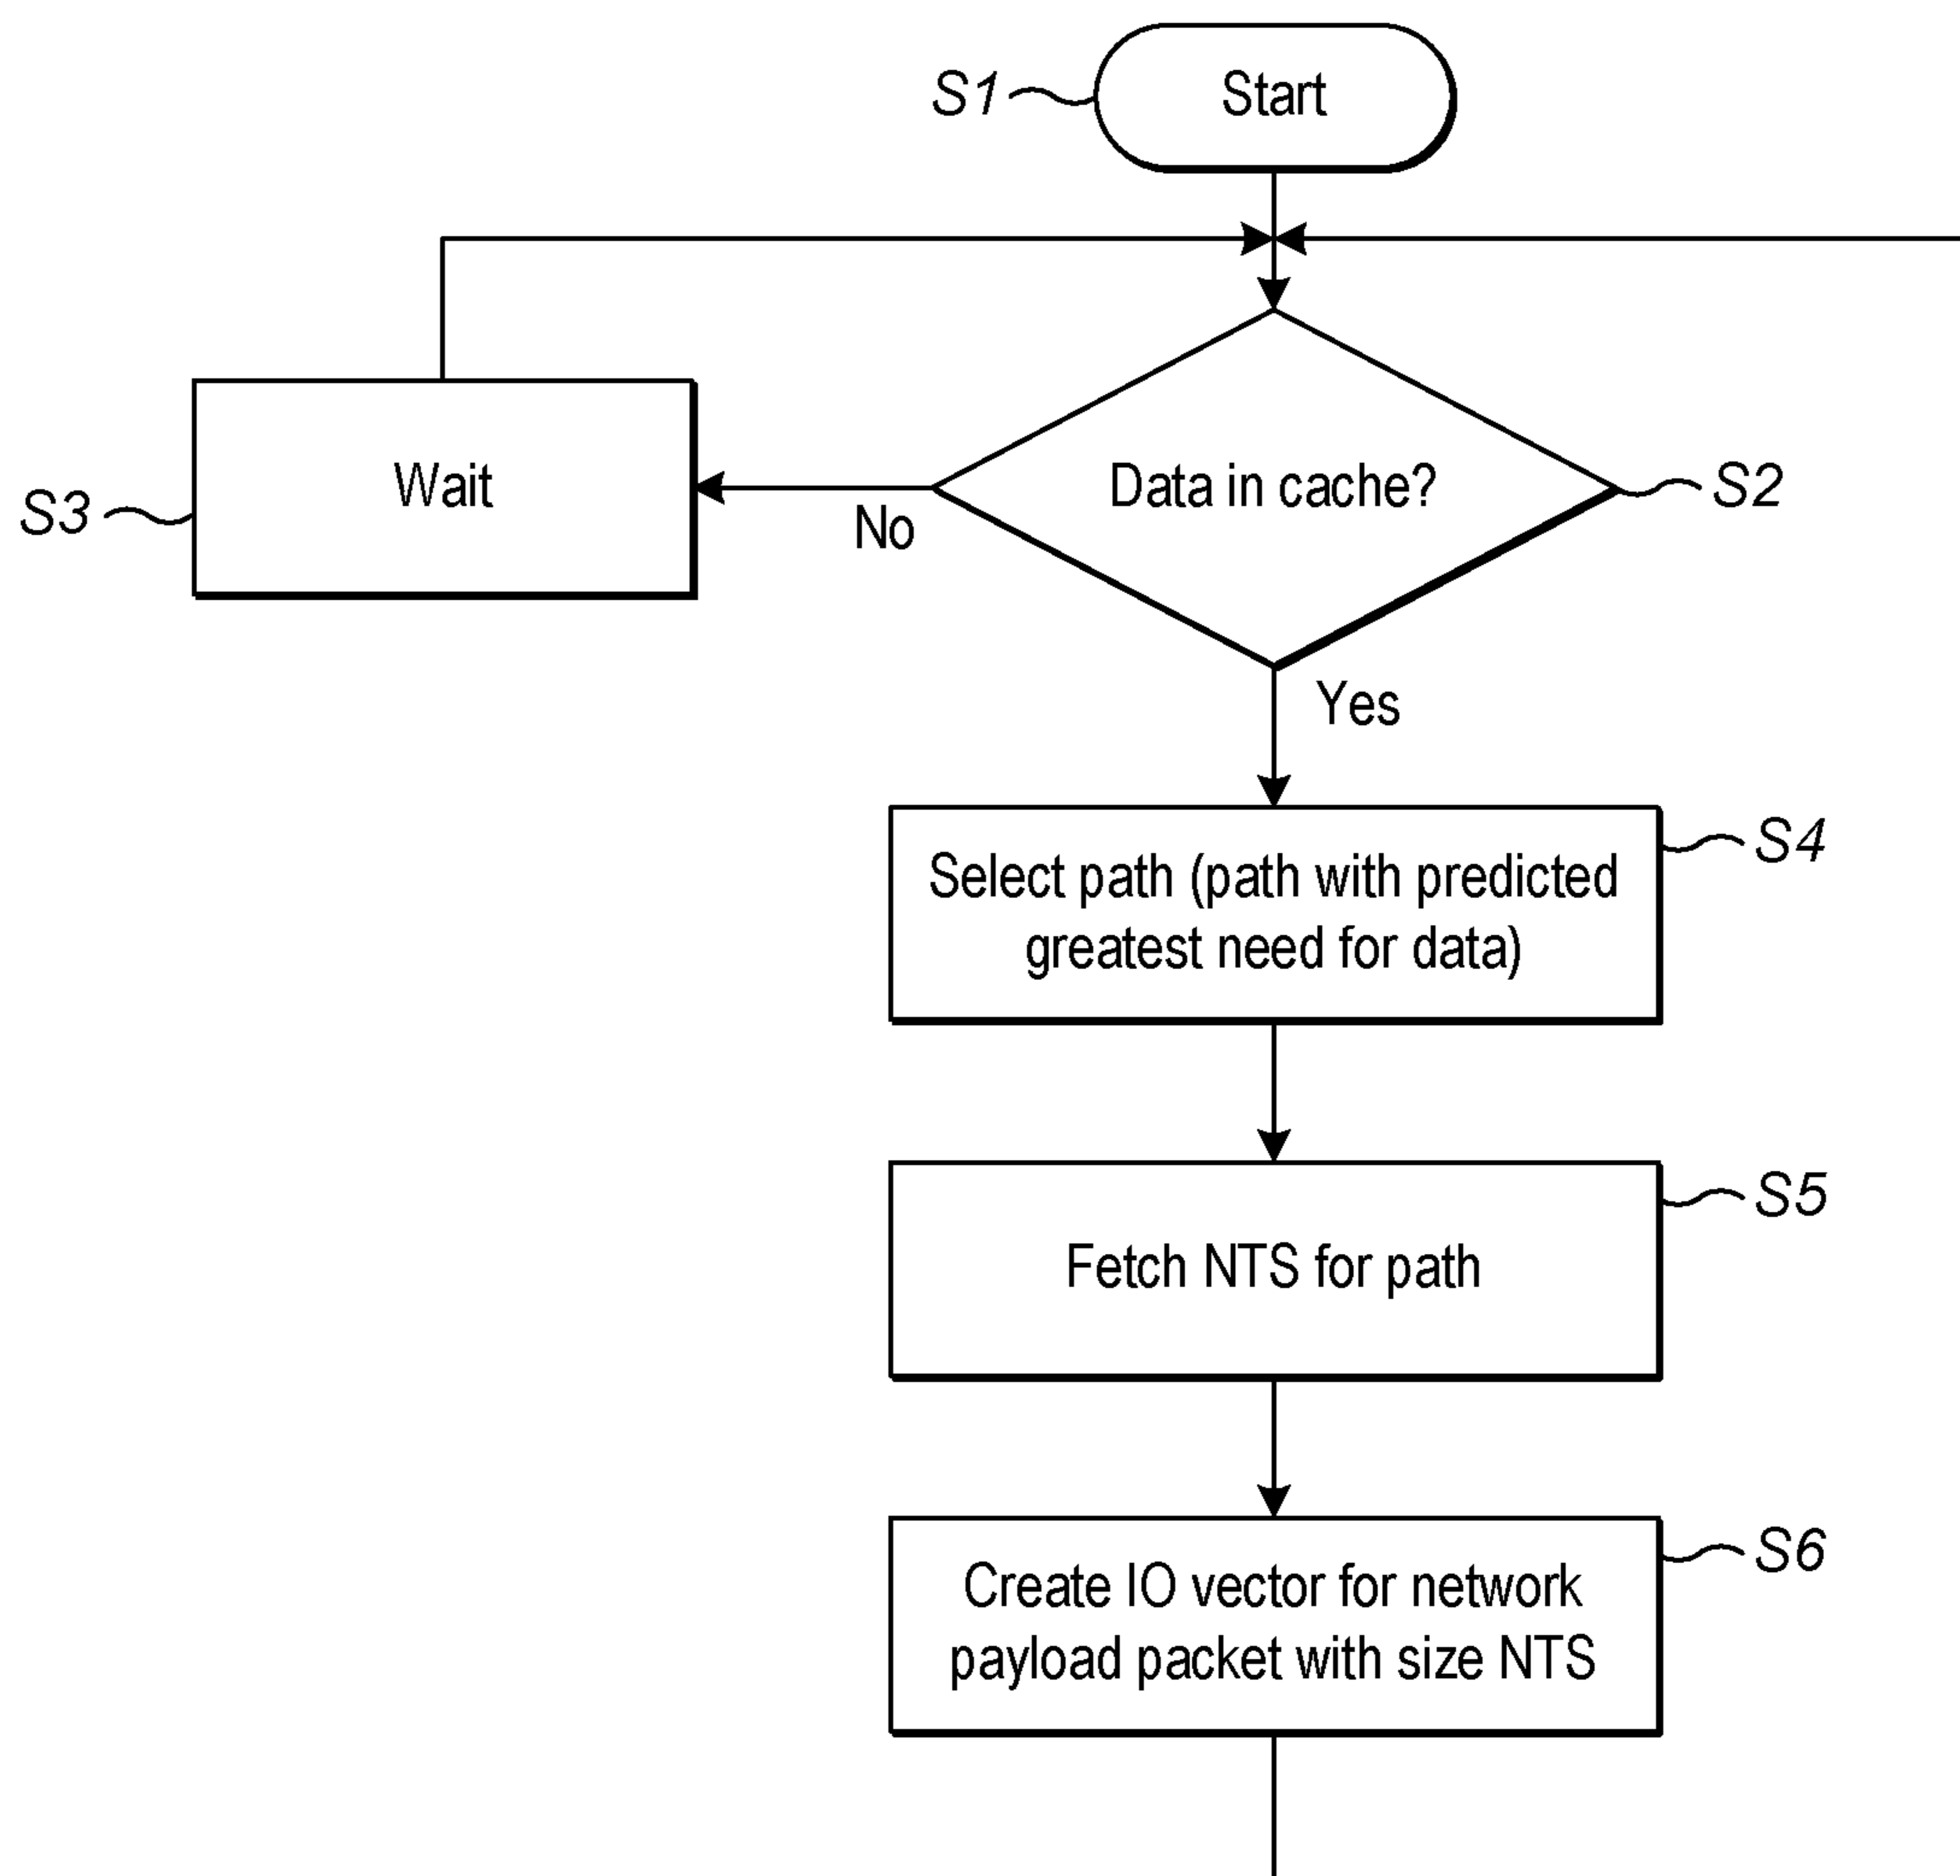 S1
Start
Data in cache?
S2
Wait
S3
No
Yes
Select path (path with predicted
greatest need for data)
S4
Fetch NTS for path
S5
Create IO vector for network
payload packet with size NTS
S6